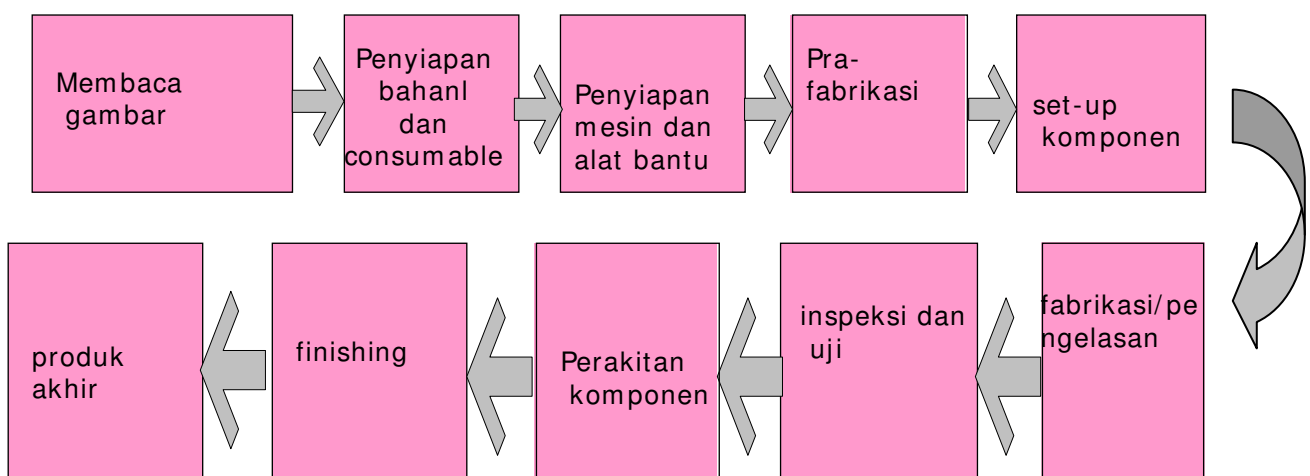 Membaca
gambar
Penyiapan
bahanl
dan
consumable
Penyiapan
mesin dan
alat bantu
Pra-
fabrikasi
set-up
komponen
fabrikasi/pe
ngelasan
inspeksi dan
uji
Perakitan
komponen
finishing
produk
akhir